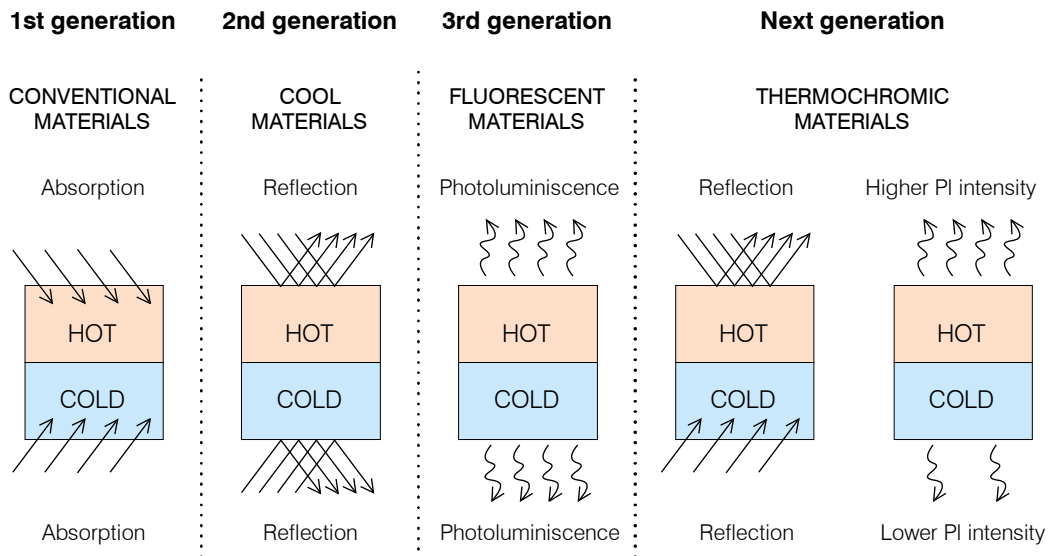 1st generation
2nd generation
3rd generation
Next generation
CONVENTIONAL
MATERIALS
COOL
MATERIALS
FLUORESCENT
MATERIALS
THERMOCHROMIC
MATERIALS
Absorption
Reflection
Photoluminiscence
Reflection
Higher Pl intensity
HOT
HOT
HOT
HOT
HOT
COLD
COLD
COLD
COLD
COLD
Absorption
Reflection
Photoluminiscence
Reflection
Lower Pl intensity